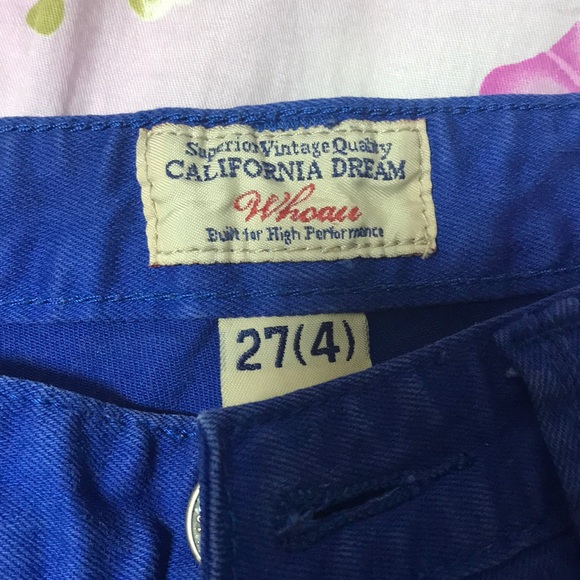 Superior Vintage Quality
CALIFORNIA DREAM
Whoau
Built for High Performance
27(4)